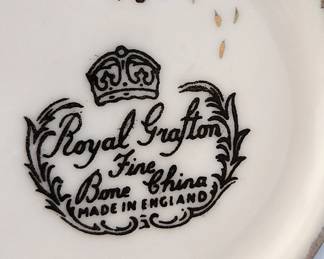 Royal Grafton
Fine
Bone China
MADE IN ENGLAND